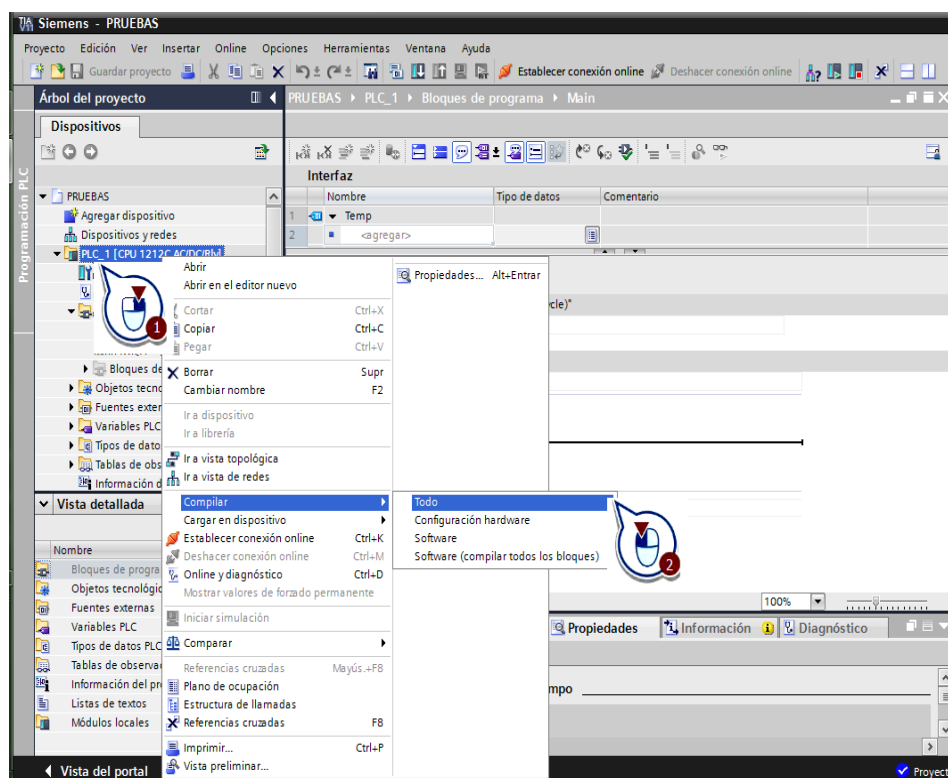 Siemens - PRUEBAS
Proyecto Edición Ver Insertar Online Opciones Herramientas Ventana Ayuda
Guardar proyecto Establecer conexión online Deshacer conexión online
Árbol del proyecto
PRUEBAS PLC_1 Bloques de programa Main
Dispositivos
Programación PLC
Interfaz
Nombre Tipo de datos Comentario
PRUEBAS
Agregar dispositivo
Dispositivos y redes
PLC_1 [CPU 1212C AC/DC/Rly]
1 Temp
2 <agregar>
Bloques de
Objetos tecno
Fuentes exter
Variables PLC
Tipos de dato
Tablas de obs
Información d
Abrir
Abrir en el editor nuevo
Cortar Ctrl+X
Copiar Ctrl+C
Pegar Ctrl+V
Borrar Supr
Cambiar nombre F2
Ir a dispositivo
Ir a librería
Ir a vista topológica
Ir a vista de redes
Compilar
Cargar en dispositivo
Establecer conexión online Ctrl+K
Deshacer conexión online Ctrl+M
Online y diagnóstico Ctrl+D
Mostrar valores de forzado permanente
Iniciar simulación
Comparar
Referencias cruzadas Mayús.+F8
Plano de ocupación
Estructura de llamadas
Referencias cruzadas F8
Imprimir... Ctrl+P
Vista preliminar...
Propiedades... Alt+Entrar
Todo
Configuración hardware
Software
Software (compilar todos los bloques)
1
2
cle)"
100%
Propiedades Información Diagnóstico
mpo
Vista detallada
Nombre
Bloques de progra
Objetos tecnológic
Fuentes externas
Variables PLC
Tipos de datos PLC
Tablas de observa
Información del pr
Listas de textos
Módulos locales
Vista del portal
Proyect